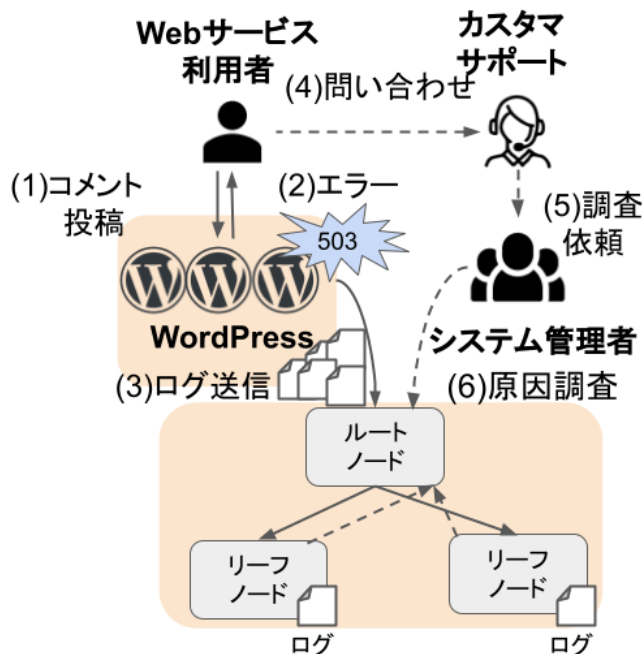 Webサービス
利用者
カスタマ
サポート
(4)問い合わせ
(1)コメント
投稿
(2)エラー
503
(5)調査
依頼
WordPress
システム管理者
(3)ログ送信
(6)原因調査
ルート
ノード
リーフ
ノード
リーフ
ノード
ログ
ログ